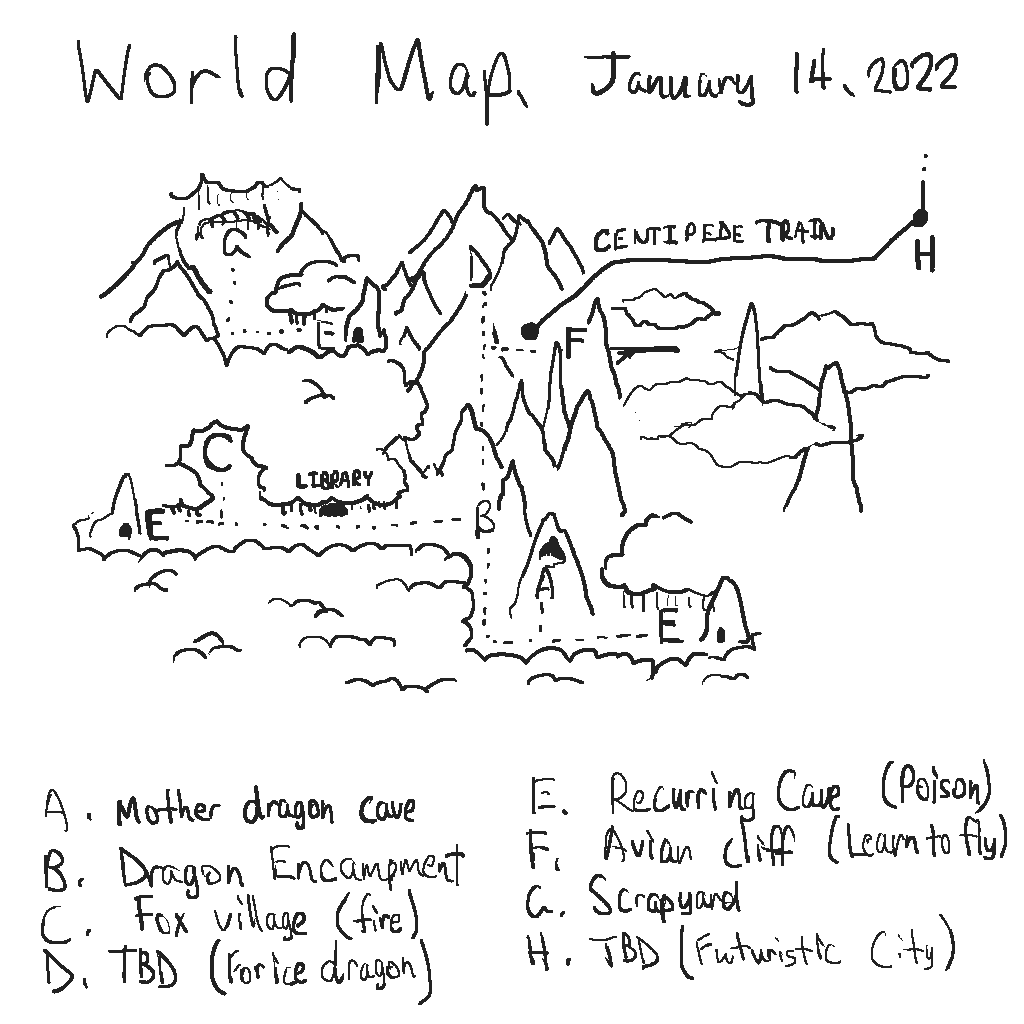 World Map, January 14, 2022
G
CENTIPEDE TRAIN
H
D
E
F
C
LIBRARY
E
B
A
E
A. Mother dragon cave
B. Dragon Encampment
C. Fox village (fire)
D. TBD (For ice dragon)
E. Recurring Cave (Poison)
F. Avian cliff (Learn to fly)
G. Scrapyard
H. TBD (Futuristic City)